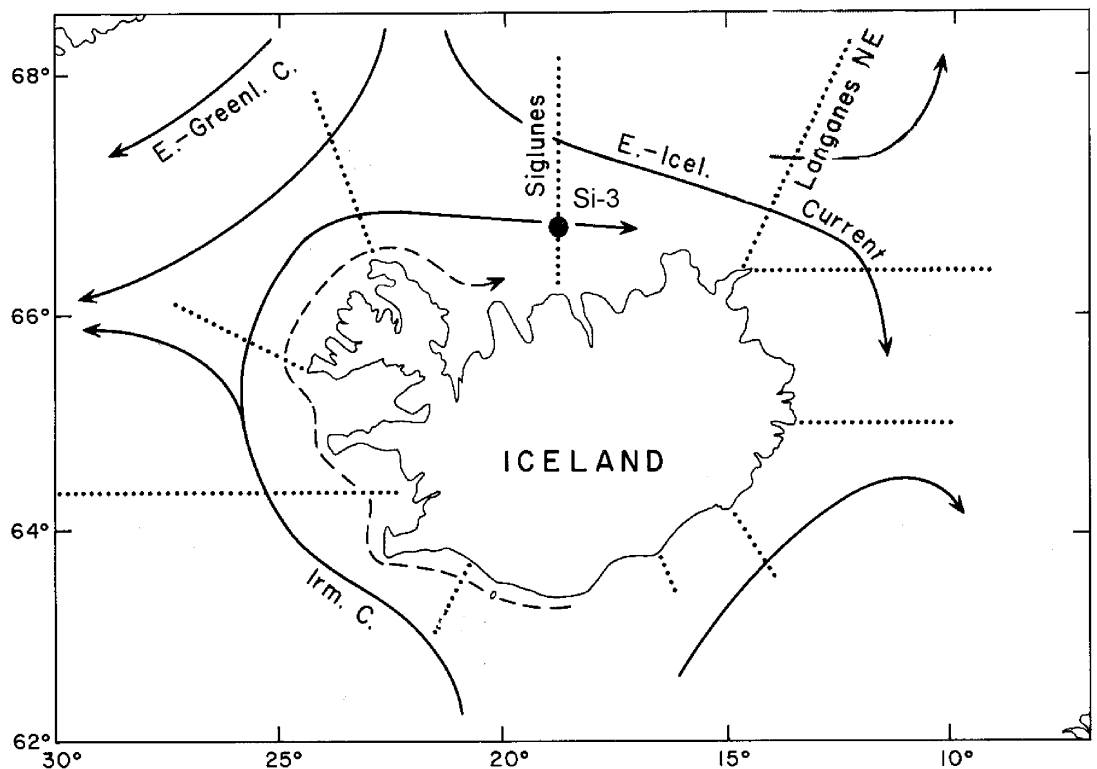 68°
66°
64°
62°
30°
25°
20°
15°
10°
E.-Greenl. C.
Siglunes
Si-3
E.-Icel.
Current
Langanes NE
ICELAND
Irm. C.